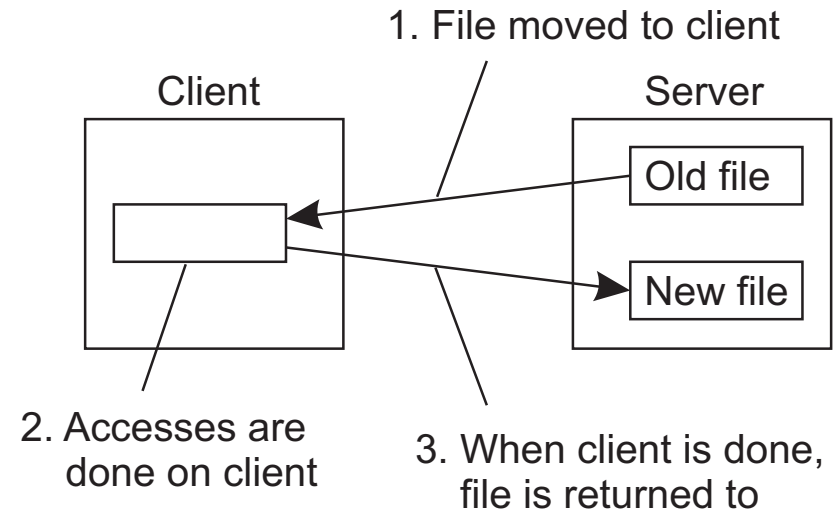 1. File moved to client
Client
Server
Old file
New file
2. Accesses are
done on client
3. When client is done,
file is returned to